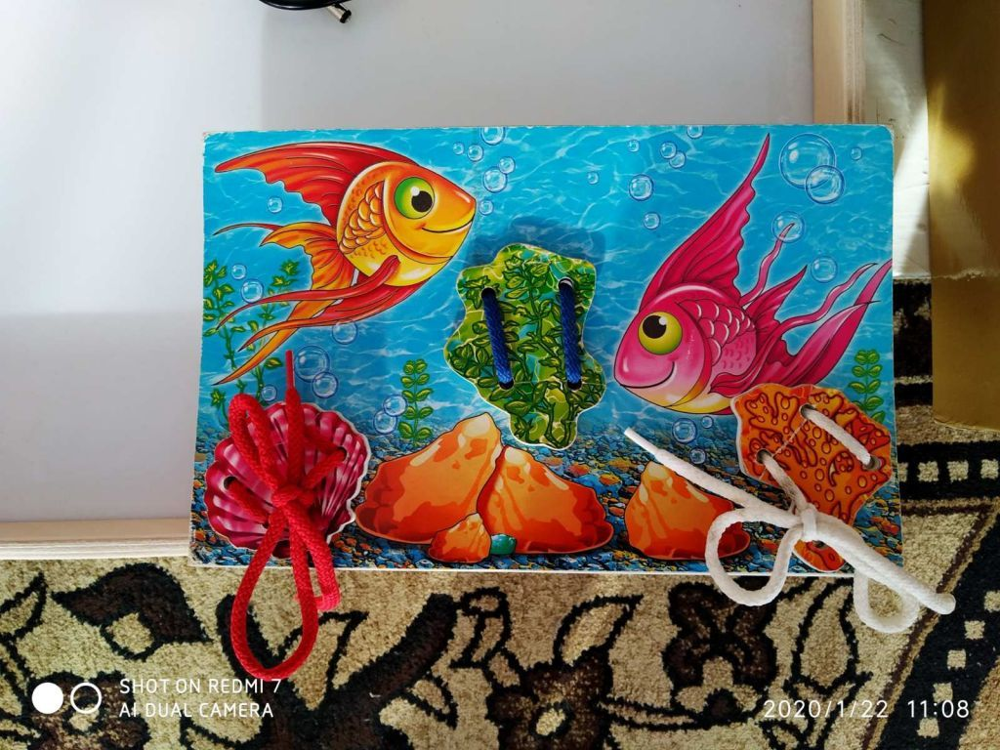 SHOT ON REDMI 7
AI DUAL CAMERA
2020/1/22 11:08